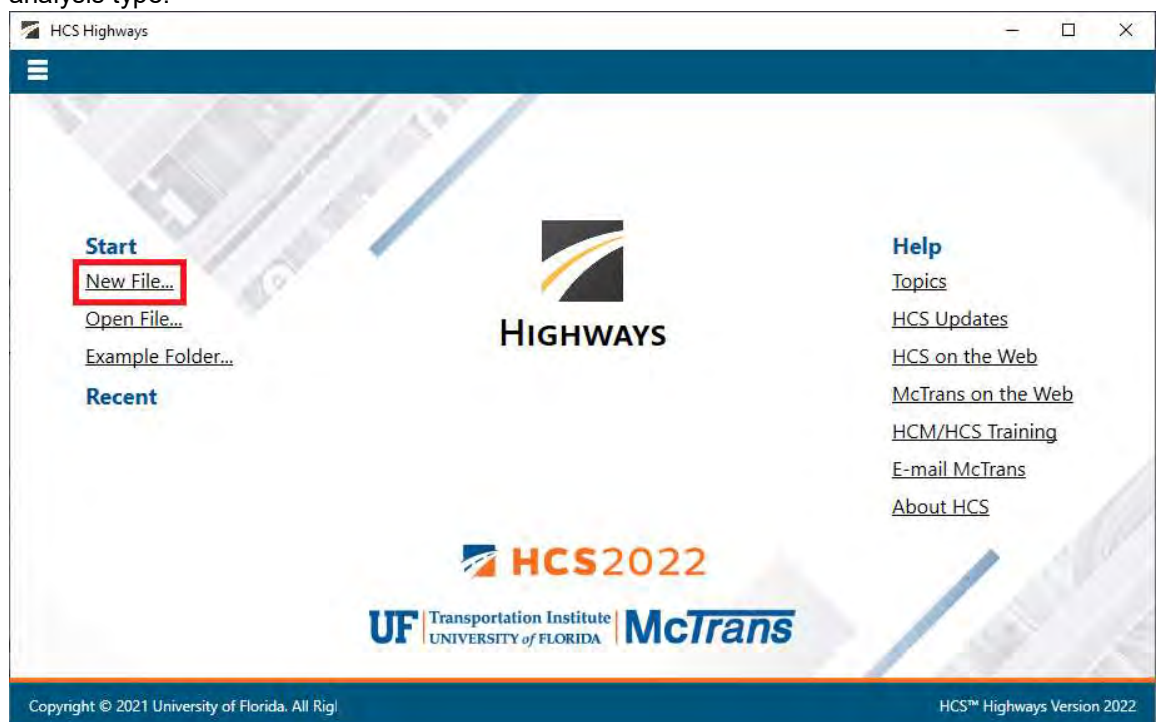 analysis type.
HCS Highways
Start
New File...
Open File...
Example Folder...
Recent
HIGHWAYS
Help
Topics
HCS Updates
HCS on the Web
McTrans on the Web
HCM/HCS Training
E-mail McTrans
About HCS
HCS2022
UF Transportation Institute McTrans
UNIVERSITY of FLORIDA
Copyright © 2021 University of Florida. All Rigl
HCS™ Highways Version 2022